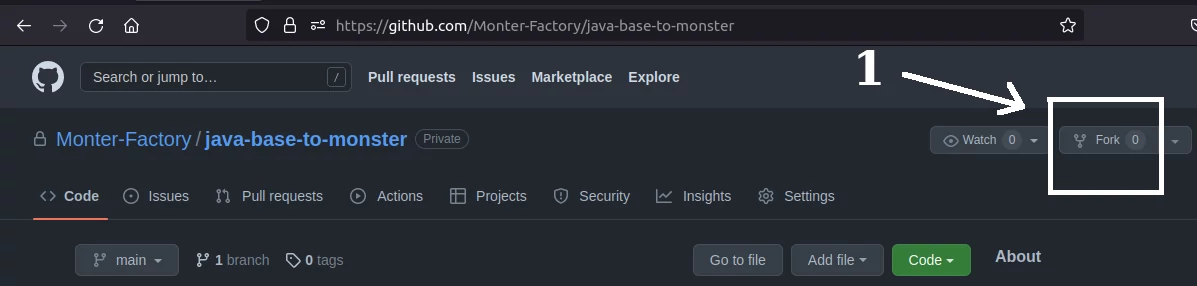 https://github.com/Monter-Factory/java-base-to-monster
Search or jump to… / Pull requests Issues Marketplace Explore
1
Monter-Factory / java-base-to-monster Private Watch 0 Fork 0
Code Issues Pull requests Actions Projects Security Insights Settings
main 1 branch 0 tags Go to file Add file Code About